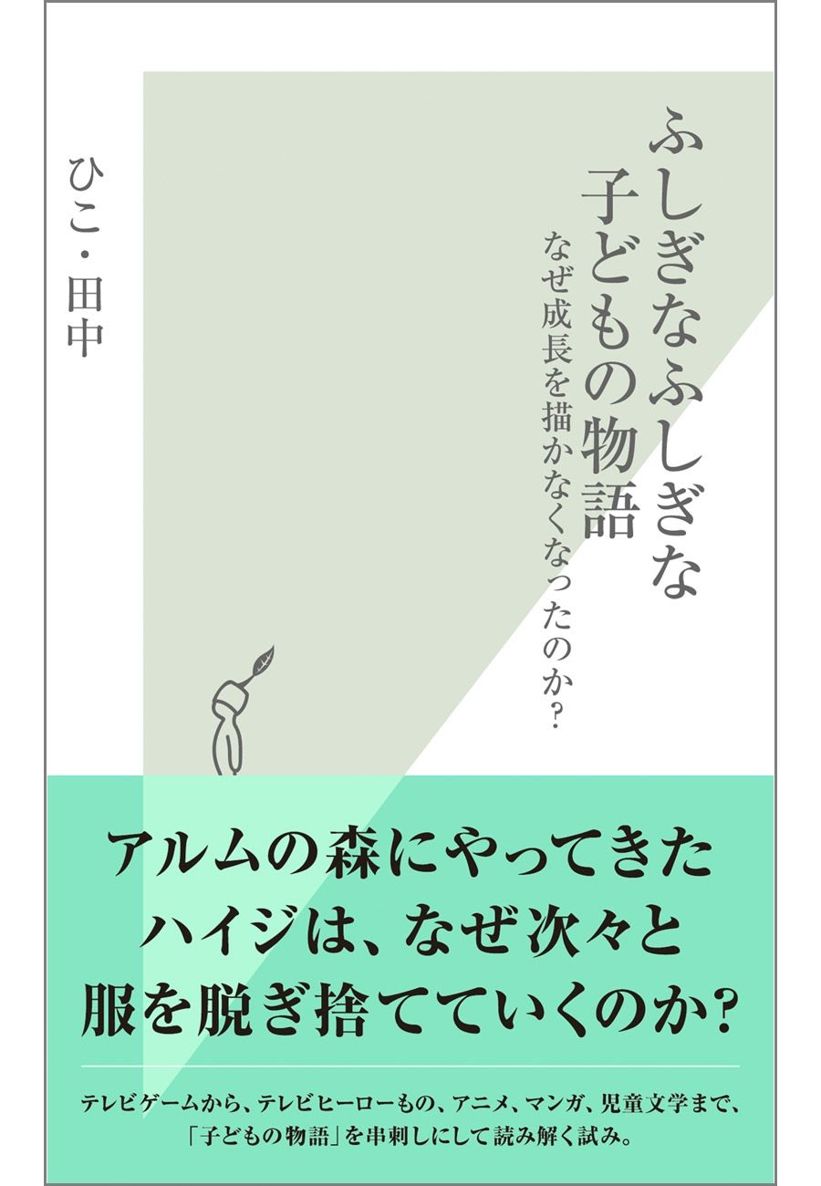 ふしぎなふしぎな
子どもの物語
なぜ成長を描かなくなったのか?
ひこ・田中
アルムの森にやってきた
ハイジは、なぜ次々と
服を脱ぎ捨てていくのか?
テレビゲームから、テレビヒーローもの、アニメ、マンガ、児童文学まで、
「子どもの物語」を串刺しにして読み解く試み。